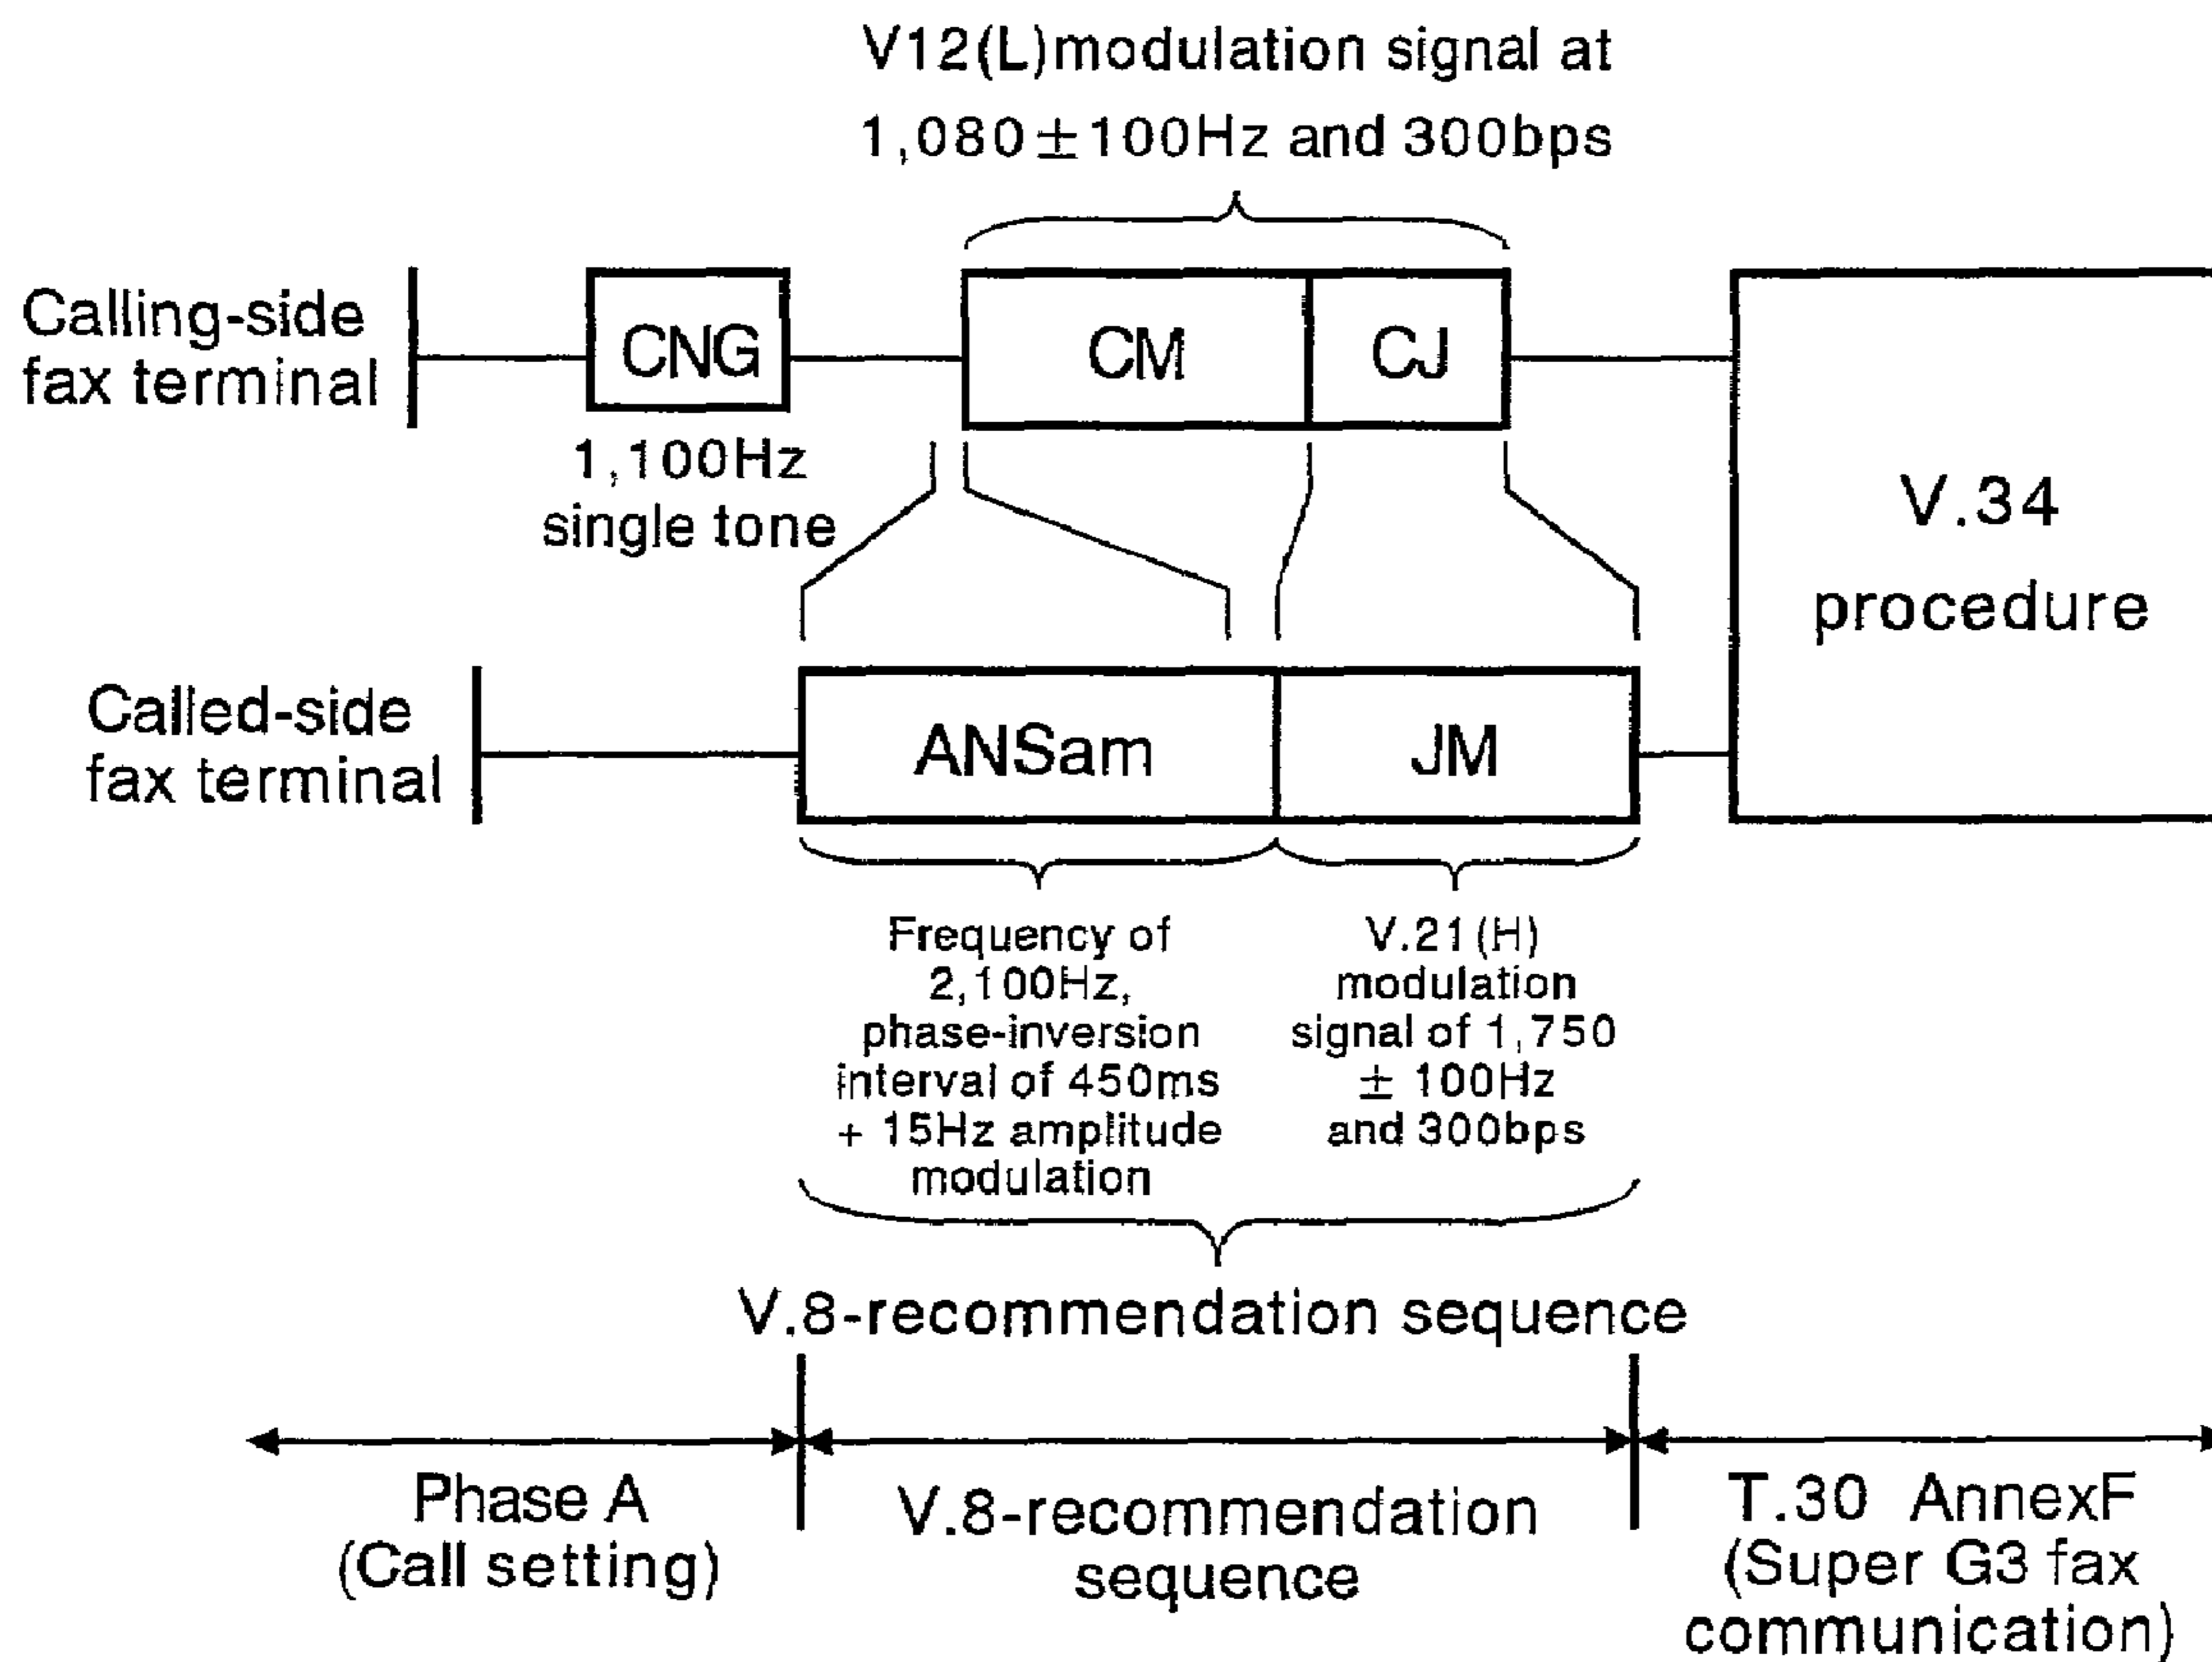 V12(L)modulation signal at
1,080±100Hz and 300bps
Calling-side
fax terminal
CNG
CM
CJ
1,100Hz
single tone
V.34
procedure
Called-side
fax terminal
ANSam
JM
Frequency of
2,100Hz,
phase-inversion
interval of 450ms
+ 15Hz amplitude
modulation
V.21(H)
modulation
signal of 1,750
± 100Hz
and 300bps
V.8-recommendation sequence
Phase A
(Call setting)
V.8-recommendation
sequence
T.30 AnnexF
(Super G3 fax
communication)